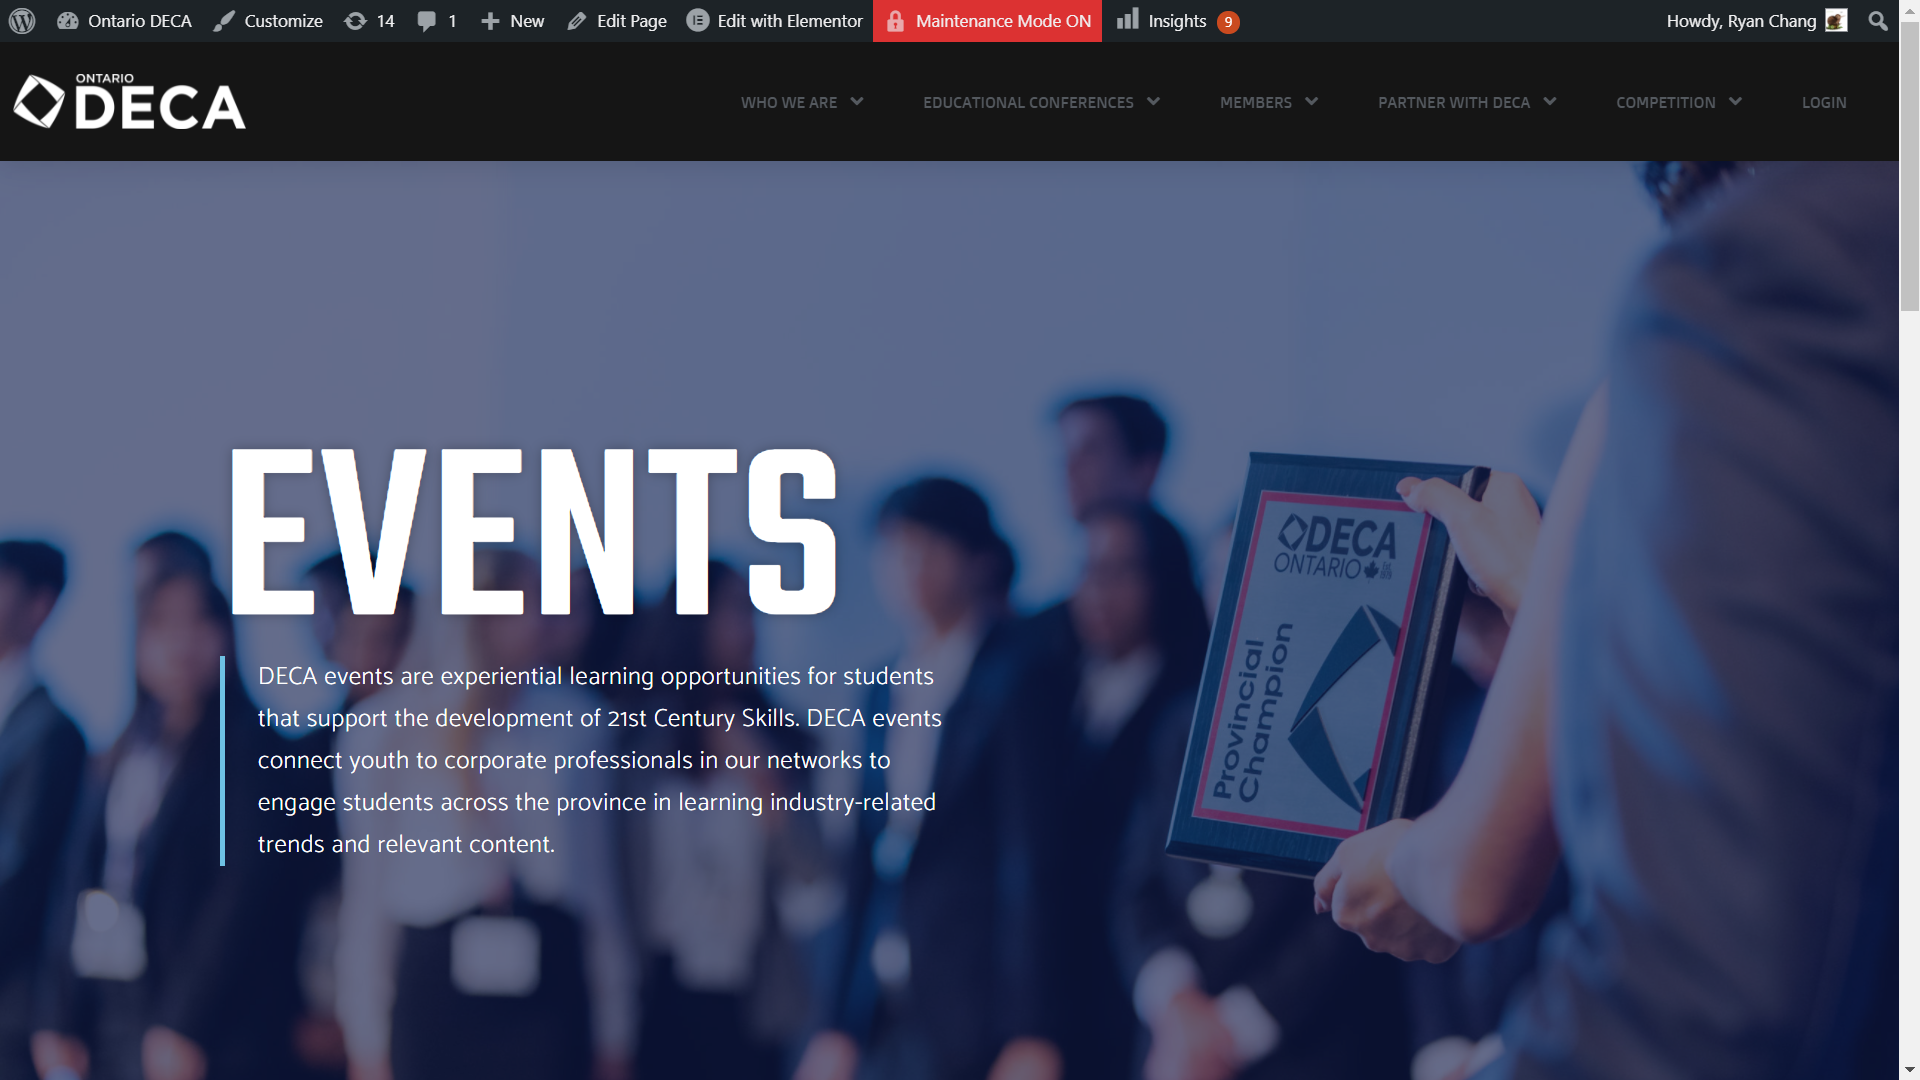 Ontario DECA Customize 14 1 New Edit Page Edit with Elementor Maintenance Mode ON Insights 9 Howdy, Ryan Chang
ONTARIO
DECA
WHO WE ARE EDUCATIONAL CONFERENCES MEMBERS PARTNER WITH DECA COMPETITION LOGIN
EVENTS
DECA events are experiential learning opportunities for students
that support the development of 21st Century Skills. DECA events
connect youth to corporate professionals in our networks to
engage students across the province in learning industry-related
trends and relevant content.
DECA
ONTARIO
Provincial
Champion